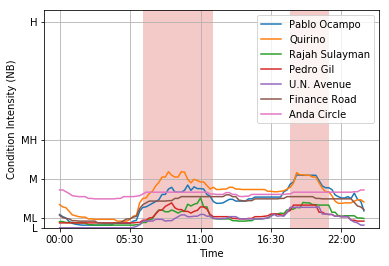 Condition Intensity (NB)
H
MH
M
ML
L
Pablo Ocampo
Quirino
Rajah Sulayman
Pedro Gil
U.N. Avenue
Finance Road
Anda Circle
00:00 05:30 11:00 16:30 22:00
Time